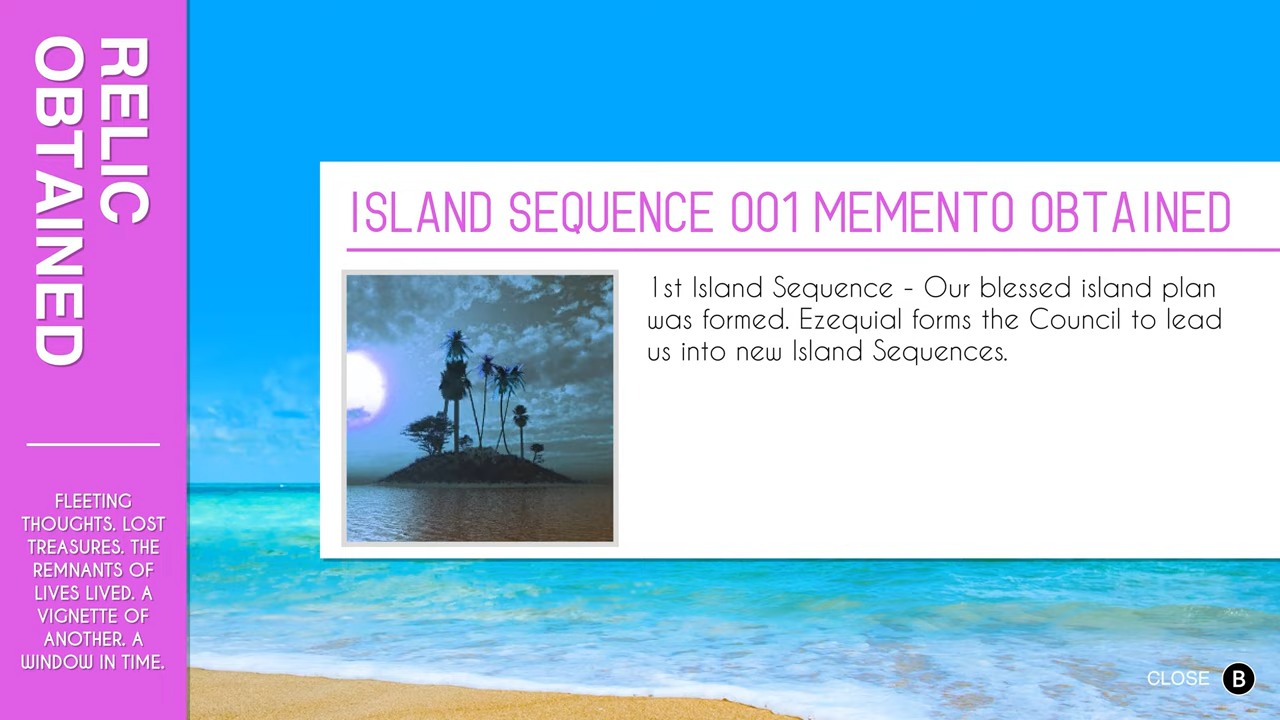 RELIC
OBTAINED
FLEETING
THOUGHTS. LOST
TREASURES. THE
REMNANTS OF
LIVES LIVED. A
VIGNETTE OF
ANOTHER. A
WINDOW IN TIME.
ISLAND SEQUENCE 001 MEMENTO OBTAINED
1st Island Sequence - Our blessed island plan
was formed. Ezequial forms the Council to lead
us into new Island Sequences.
CLOSE B